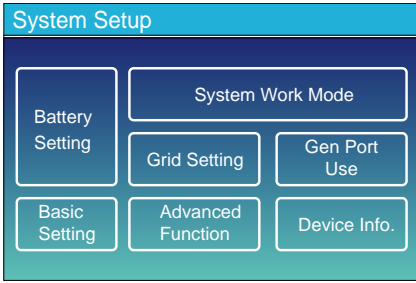 System Setup
Battery
Setting
System Work Mode
Grid Setting
Gen Port
Use
Basic
Setting
Advanced
Function
Device Info.